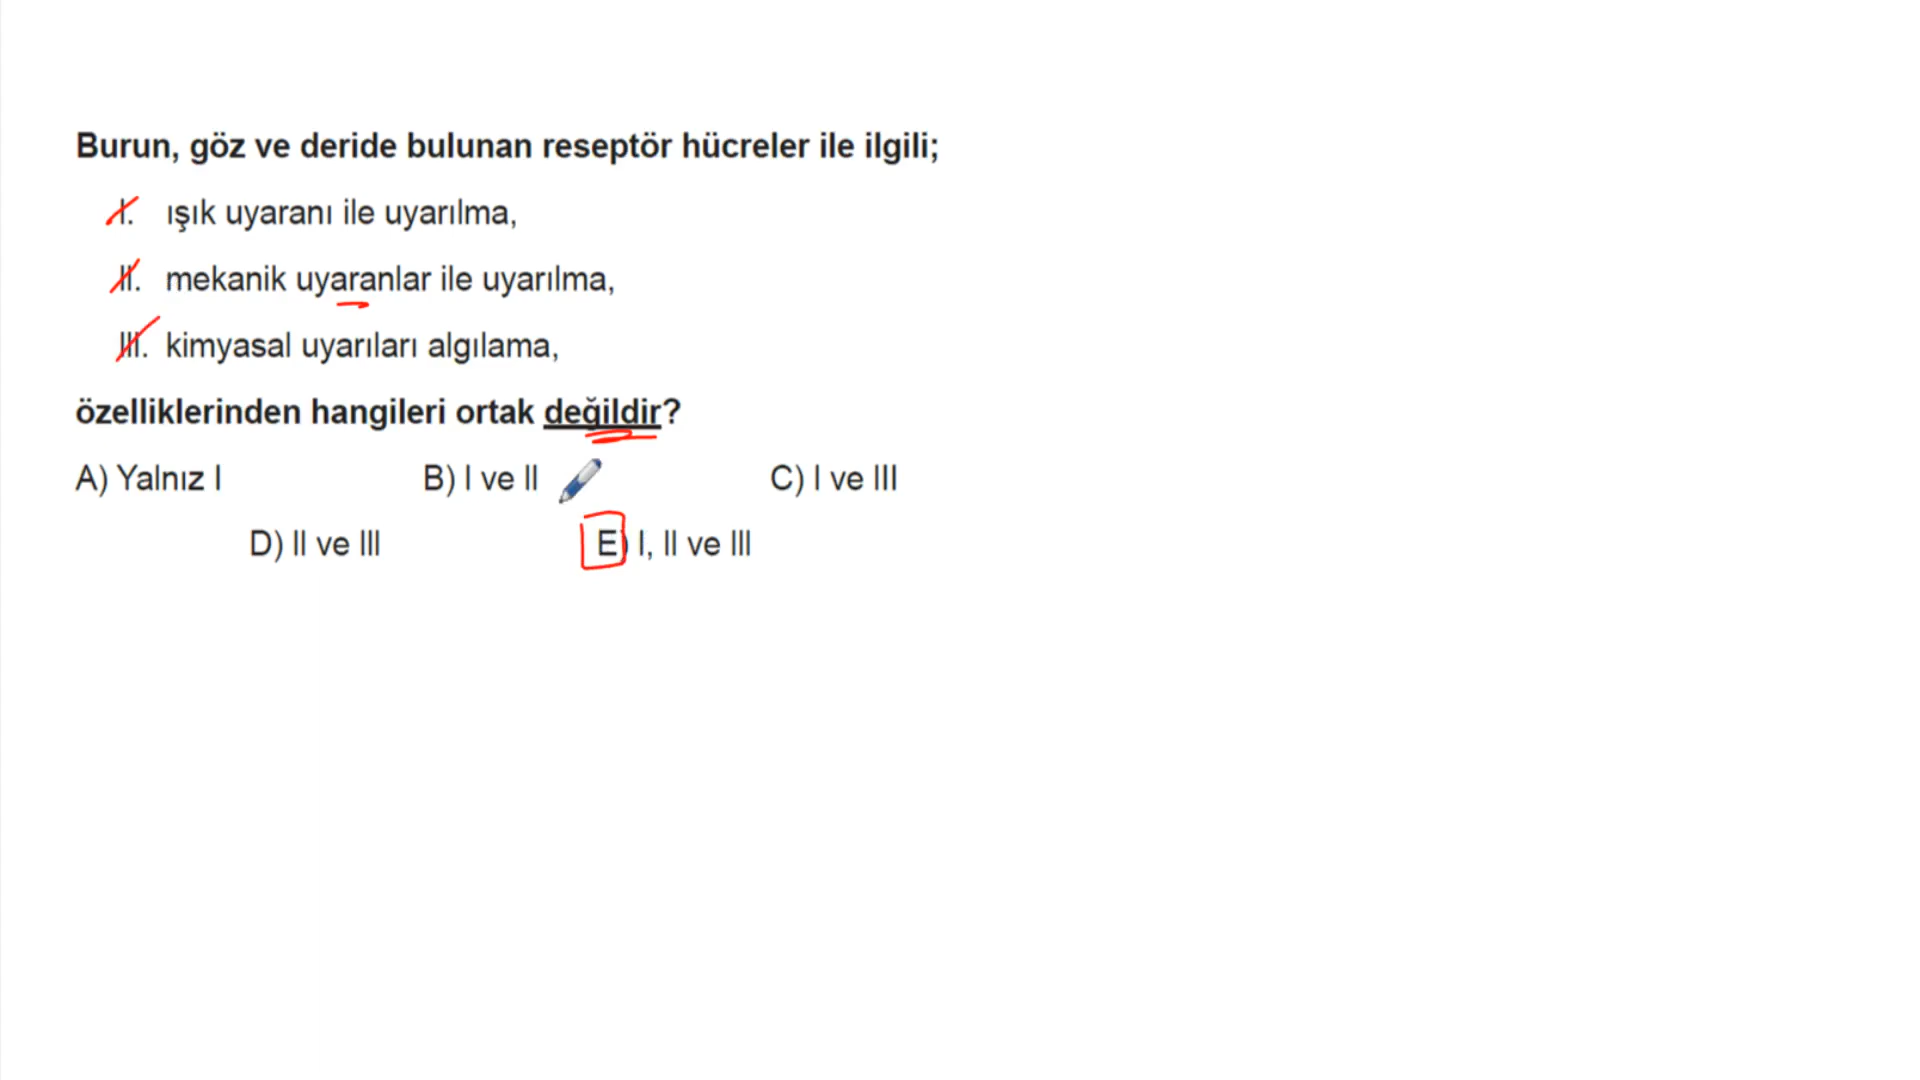 Burun, göz ve deride bulunan reseptör hücreler ile ilgili;
I. ışık uyaranı ile uyarılma,
II. mekanik uyaranlar ile uyarılma,
III. kimyasal uyarıları algılama,
özelliklerinden hangileri ortak değildir?
A) Yalnız I B) I ve II C) I ve III
D) II ve III E) I, II ve III